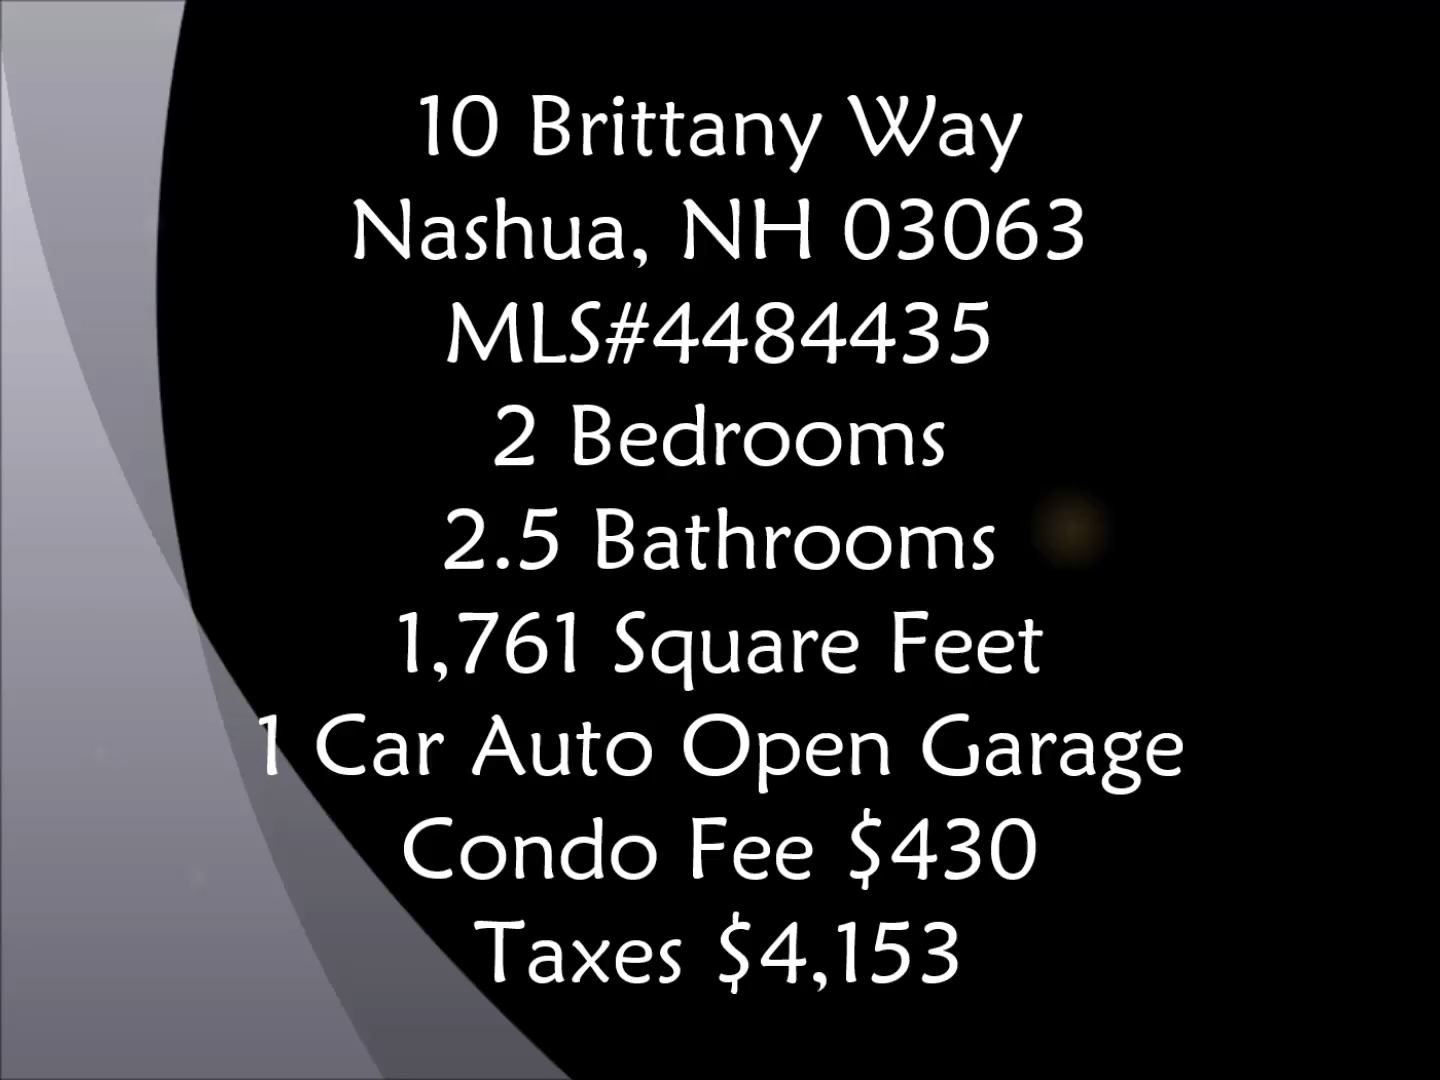 10 Brittany Way
Nashua, NH 03063
MLS#4484435
2 Bedrooms
2.5 Bathrooms
1,761 Square Feet
1 Car Auto Open Garage
Condo Fee $430
Taxes $4,153